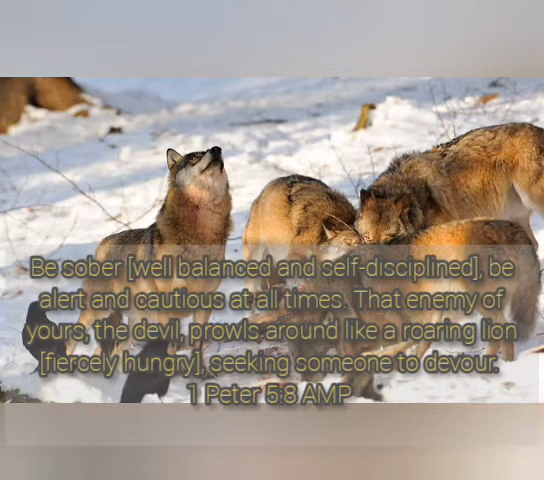 Be sober [well balanced and self-disciplined], be
alert and cautious at all times. That enemy of
yours, the devil, prowls around like a roaring lion
[fiercely hungry], seeking someone to devour.
1 Peter 5:8 AMP